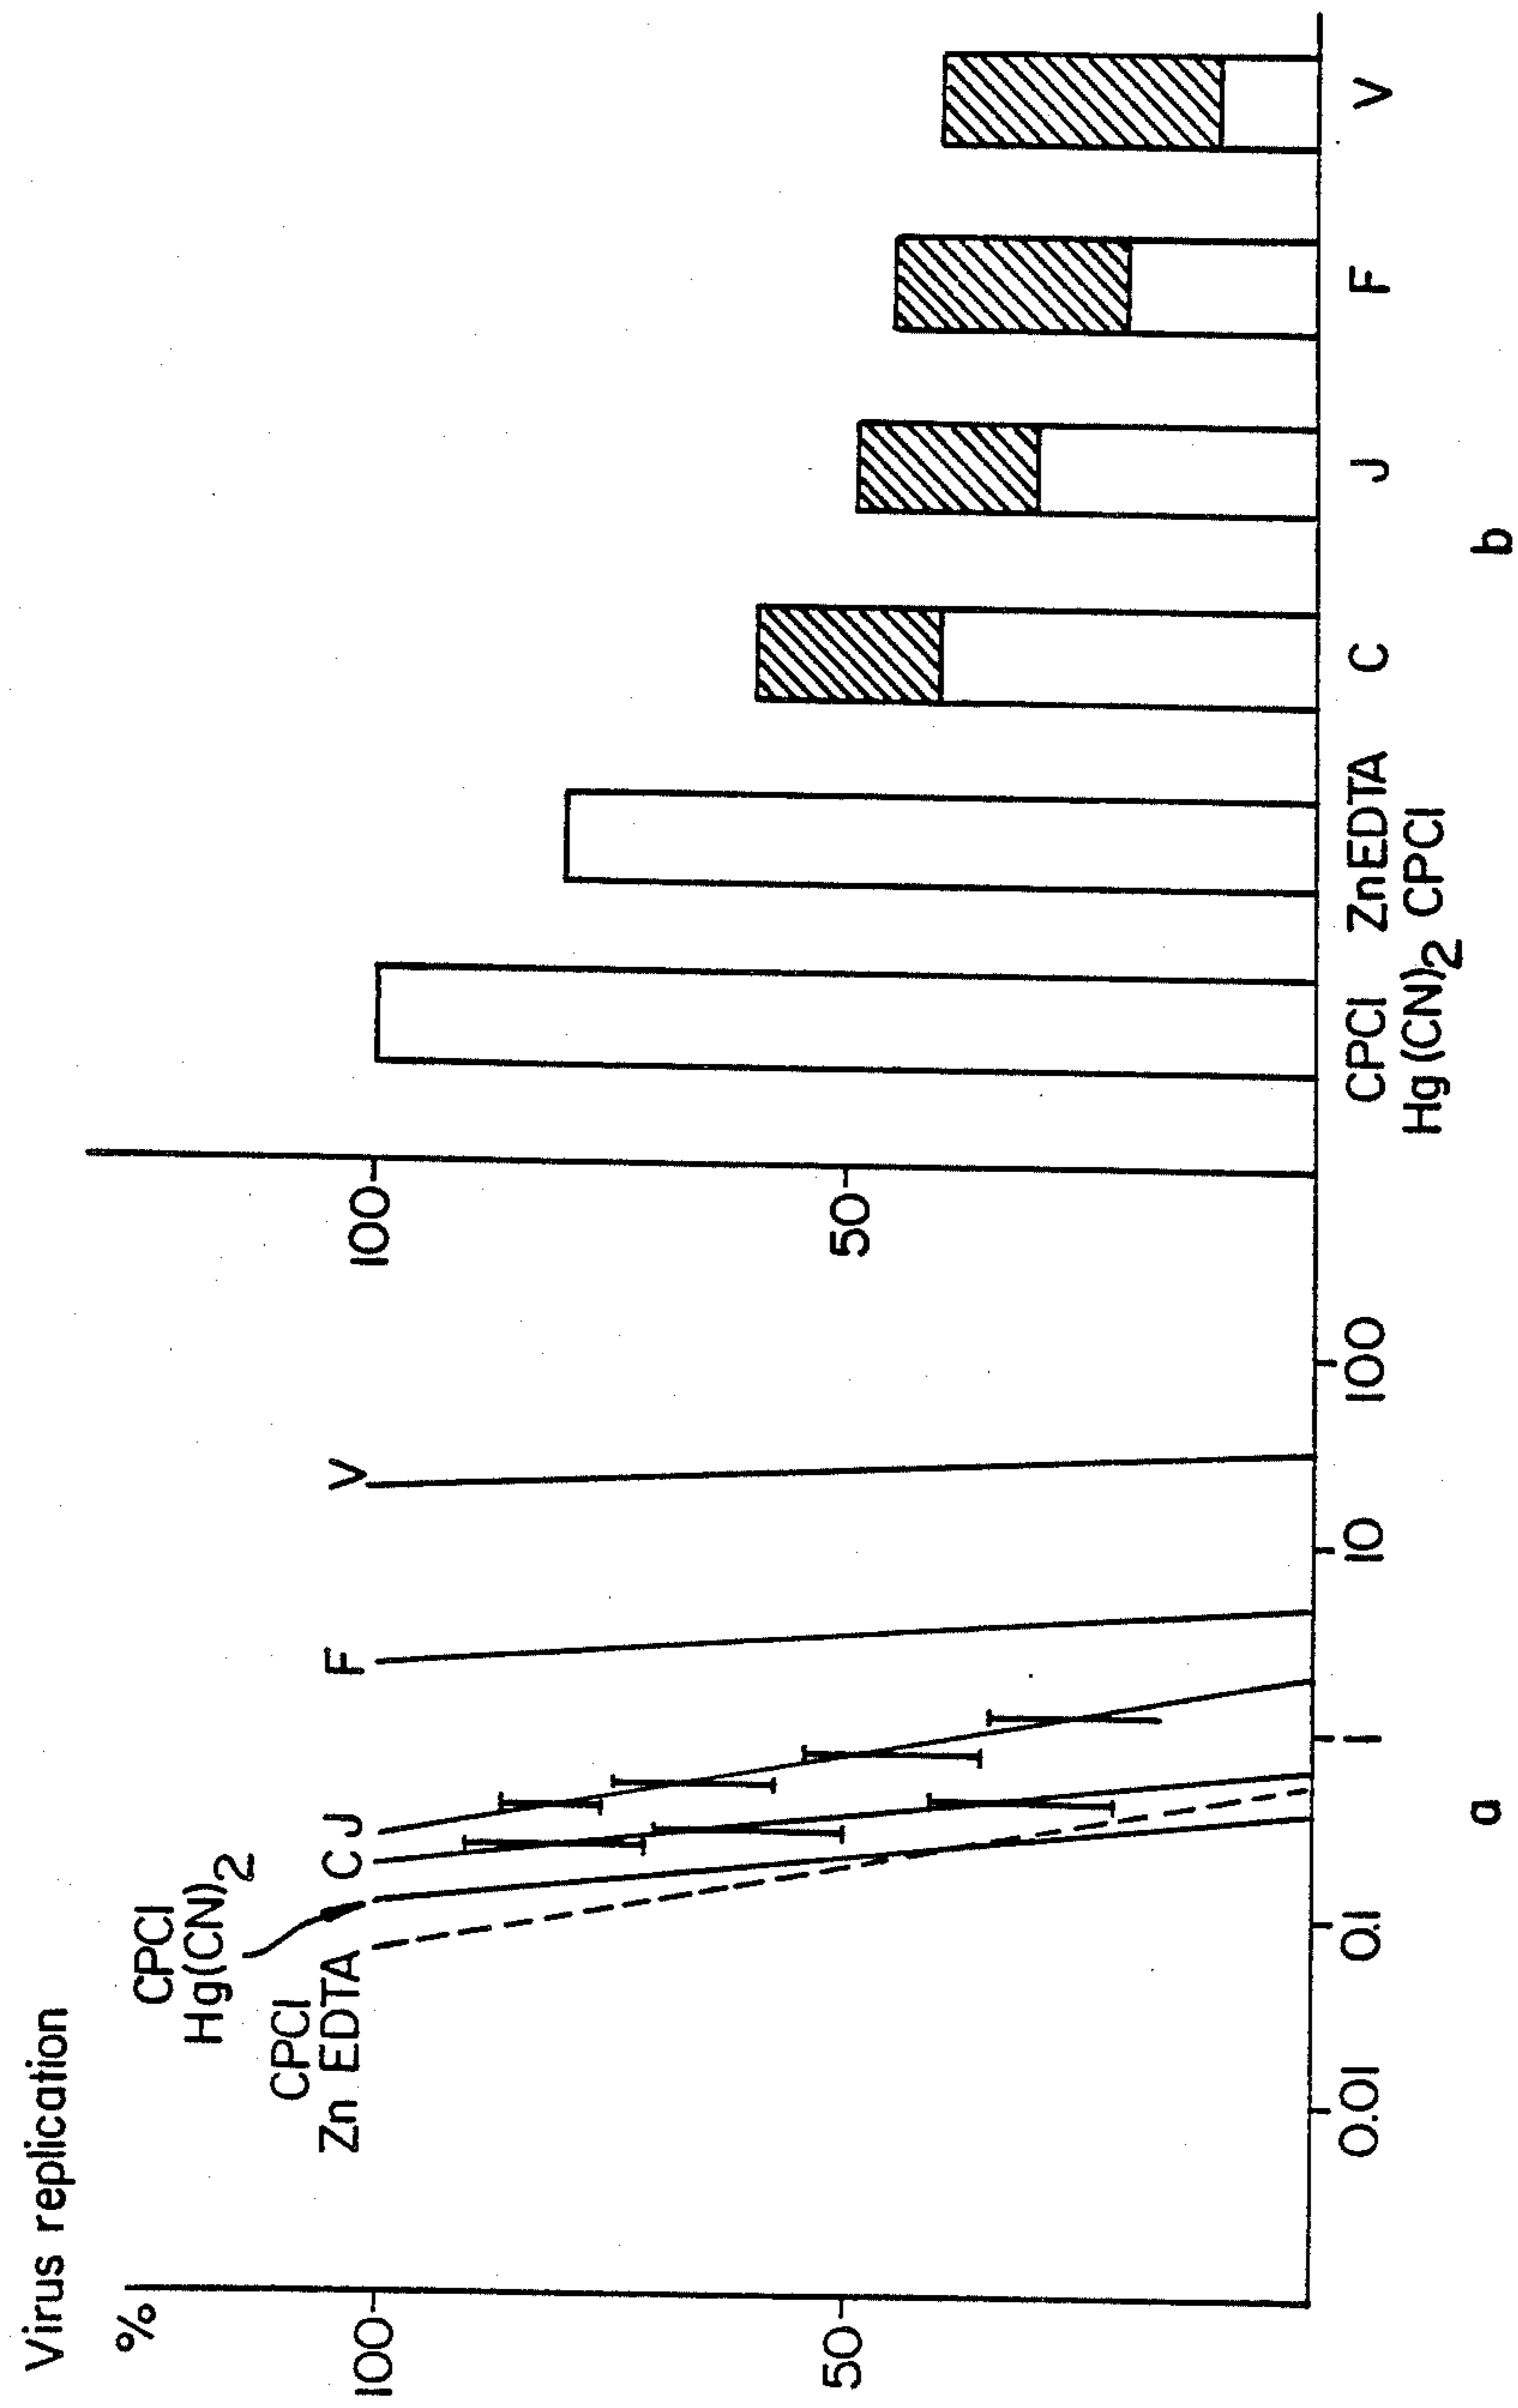 Virus replication
%
100
50
CPCl
Hg(CN)2
CPCl
Zn EDTA
C J
F
V
0.01
0.1
1
10
100
a
100
50
CPCl ZnEDTA C J F V
Hg(CN)2 CPCl
b